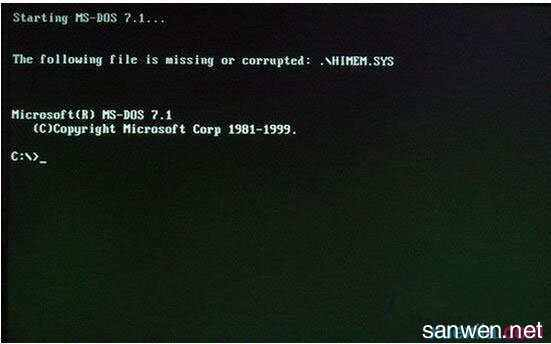 Starting MS-DOS 7.1...
The following file is missing or corrupted: .\HIMEM.SYS
Microsoft(R) MS-DOS 7.1
(C)Copyright Microsoft Corp 1981-1999.
C:\>_
sanwen.net